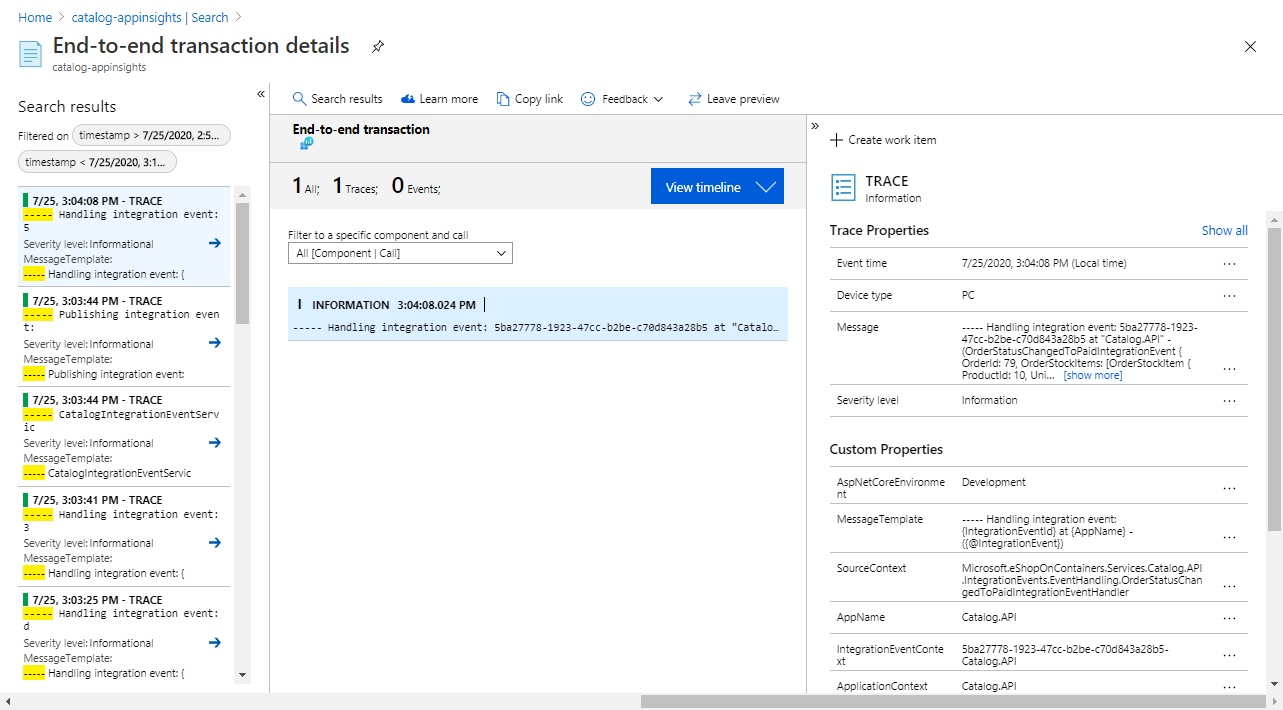 Home > catalog-appinsights | Search >
End-to-end transaction details
catalog-appinsights
Search results
Filtered on timestamp > 7/25/2020, 2:5...
timestamp < 7/25/2020, 3:1...
7/25, 3:04:08 PM - TRACE
----- Handling integration event:
5
Severity level: Informational
MessageTemplate:
----- Handling integration event: {
7/25, 3:03:44 PM - TRACE
----- Publishing integration even
t:
Severity level: Informational
MessageTemplate:
----- Publishing integration event:
7/25, 3:03:44 PM - TRACE
----- CatalogIntegrationEventServ
ic
Severity level: Informational
MessageTemplate:
----- CatalogIntegrationEventServic
7/25, 3:03:41 PM - TRACE
----- Handling integration event:
3
Severity level: Informational
MessageTemplate:
----- Handling integration event: {
7/25, 3:03:25 PM - TRACE
----- Handling integration event:
d
Severity level: Informational
MessageTemplate:
----- Handling integration event: {
Search results Learn more Copy link Feedback Leave preview
End-to-end transaction
1 All; 1 Traces; 0 Events;
View timeline
Filter to a specific component and call
All [Component | Call]
I INFORMATION 3:04:08.024 PM |
----- Handling integration event: 5ba27778-1923-47cc-b2be-c70d843a28b5 at "Catalo...
Create work item
TRACE
Information
Trace Properties Show all
Event time 7/25/2020, 3:04:08 PM (Local time) ...
Device type PC ...
Message ----- Handling integration event: 5ba27778-1923-
47cc-b2be-c70d843a28b5 at "Catalog.API" -
(OrderStatusChangedToPaidIntegrationEvent {
OrderId: 79, OrderStockItems: [OrderStockItem {
ProductId: 10, Uni... [show more] ...
Severity level Information ...
Custom Properties
AspNetCoreEnvironme Development ...
nt
MessageTemplate ----- Handling integration event:
{IntegrationEventId} at {AppName} - ...
({@IntegrationEvent})
SourceContext Microsoft.eShopOnContainers.Services.Catalog.API
.IntegrationEvents.EventHandling.OrderStatusChan ...
gedToPaidIntegrationEventHandler
AppName Catalog.API ...
IntegrationEventConte 5ba27778-1923-47cc-b2be-c70d843a28b5- ...
xt Catalog.API
ApplicationContext Catalog.API ...